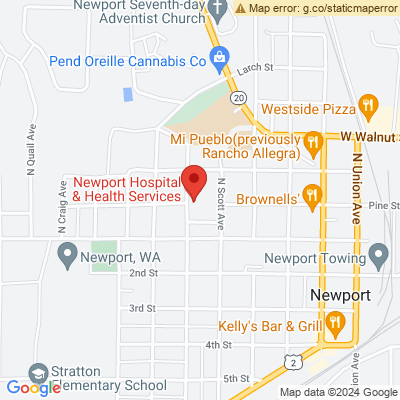 Newport Seventh-day
Adventist Church
Map error: g.co/staticmaperror
Pend Oreille Cannabis Co
Larch St
20
Westside Pizza
N Quail Ave
Mi Pueblo(previously
Rancho Allegra)
W Walnut S
N Union Ave
N Craig Ave
Newport Hospital
& Health Services
N Scott Ave
Brownells'
Pine St
Newport, WA
Newport Towing
2nd St
Newport
3rd St
Kelly's Bar & Grill
4th St
2
Stratton
Elementary School
5th St
Union Ave
Google
Map data ©2024 Google